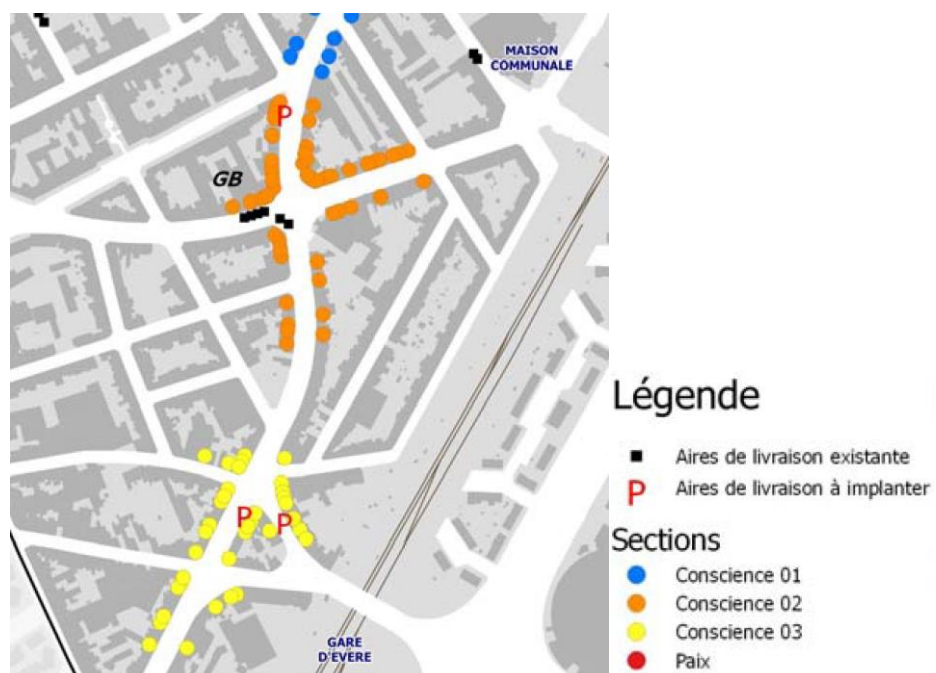 MAISON
COMMUNALE
P
GB
P P
GARE
D'EVERE
Légende
Aires de livraison existante
P Aires de livraison à implanter
Sections
Conscience 01
Conscience 02
Conscience 03
Paix